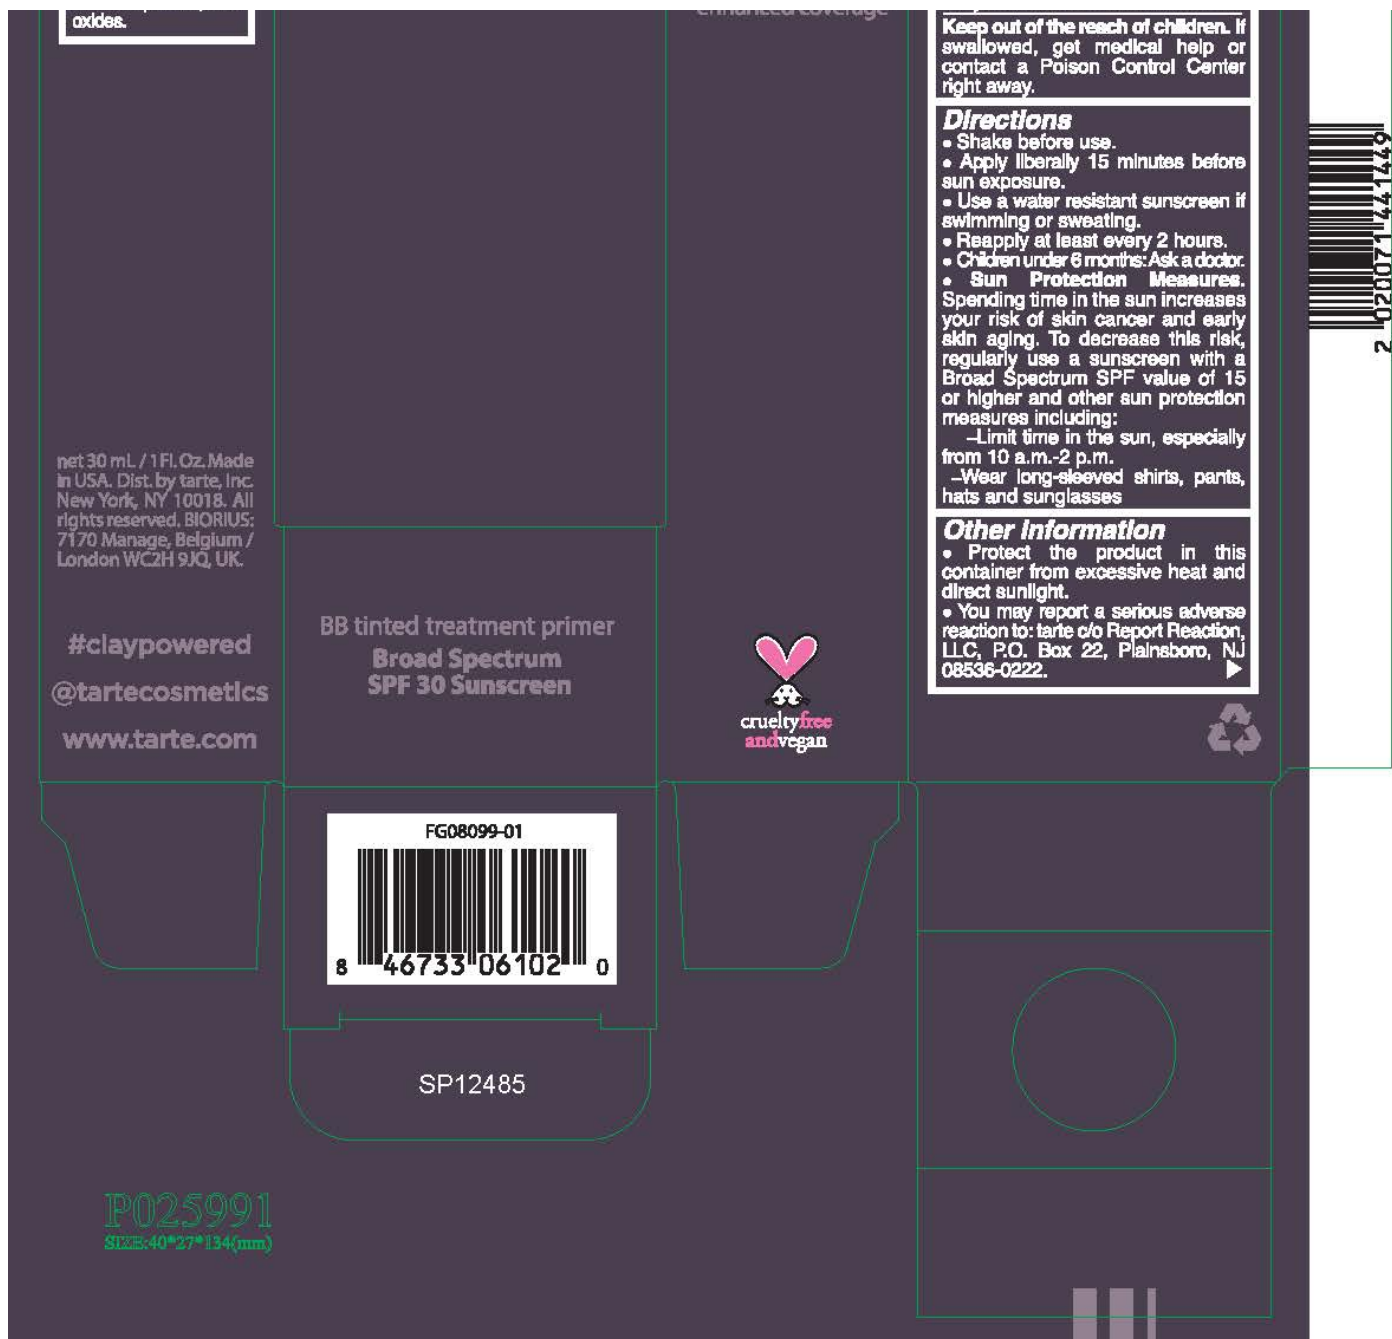 oxides.
net 30 mL / 1 Fl. Oz. Made
in USA. Dist. by tarte, inc.
New York, NY 10018. All
rights reserved. BIORIUS:
7170 Manage, Belgium /
London WC2H 9JQ, UK.
#claypowered
@tartecosmetics
www.tarte.com
BB tinted treatment primer
Broad Spectrum
SPF 30 Sunscreen
enhanced coverage
crueltyfree
andvegan
Keep out of the reach of children. If
swallowed, get medical help or
contact a Poison Control Center
right away.
Directions
• Shake before use.
• Apply liberally 15 minutes before
sun exposure.
• Use a water resistant sunscreen if
swimming or sweating.
• Reapply at least every 2 hours.
• Children under 6 months: Ask a doctor.
• Sun Protection Measures.
Spending time in the sun increases
your risk of skin cancer and early
skin aging. To decrease this risk,
regularly use a sunscreen with a
Broad Spectrum SPF value of 15
or higher and other sun protection
measures including:
–Limit time in the sun, especially
from 10 a.m.-2 p.m.
–Wear long-sleeved shirts, pants,
hats and sunglasses
Other information
• Protect the product in this
container from excessive heat and
direct sunlight.
• You may report a serious adverse
reaction to: tarte c/o Report Reaction,
LLC, P.O. Box 22, Plainsboro, NJ
08536-0222.
2 020071 441449
FG08099-01
8 46733 06102 0
SP12485
P025991
SIZE:40*27*134(mm)